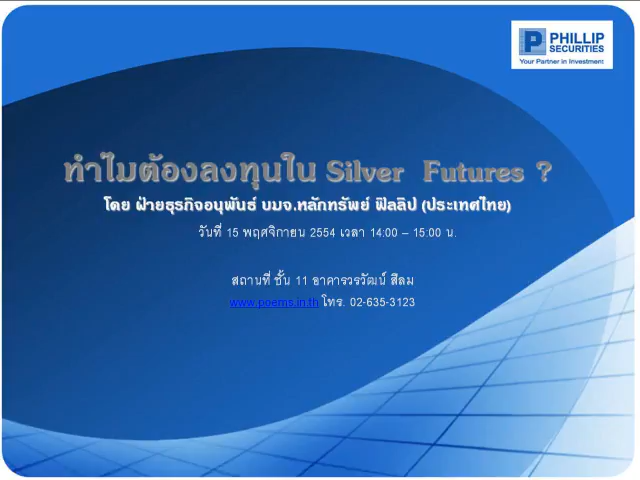 PHILLIP
SECURITIES
Your Partner in Investment
ทำไมต้องลงทุนใน Silver Futures ?
โดย ฝ่ายธุรกิจอนุพันธ์ บมจ.หลักทรัพย์ ฟิลลิป (ประเทศไทย)
วันที่ 15 พฤศจิกายน 2554 เวลา 14:00 – 15:00 น.
สถานที่ ชั้น 11 อาคารวรวัฒน์ สีลม
www.poems.in.th โทร. 02-635-3123